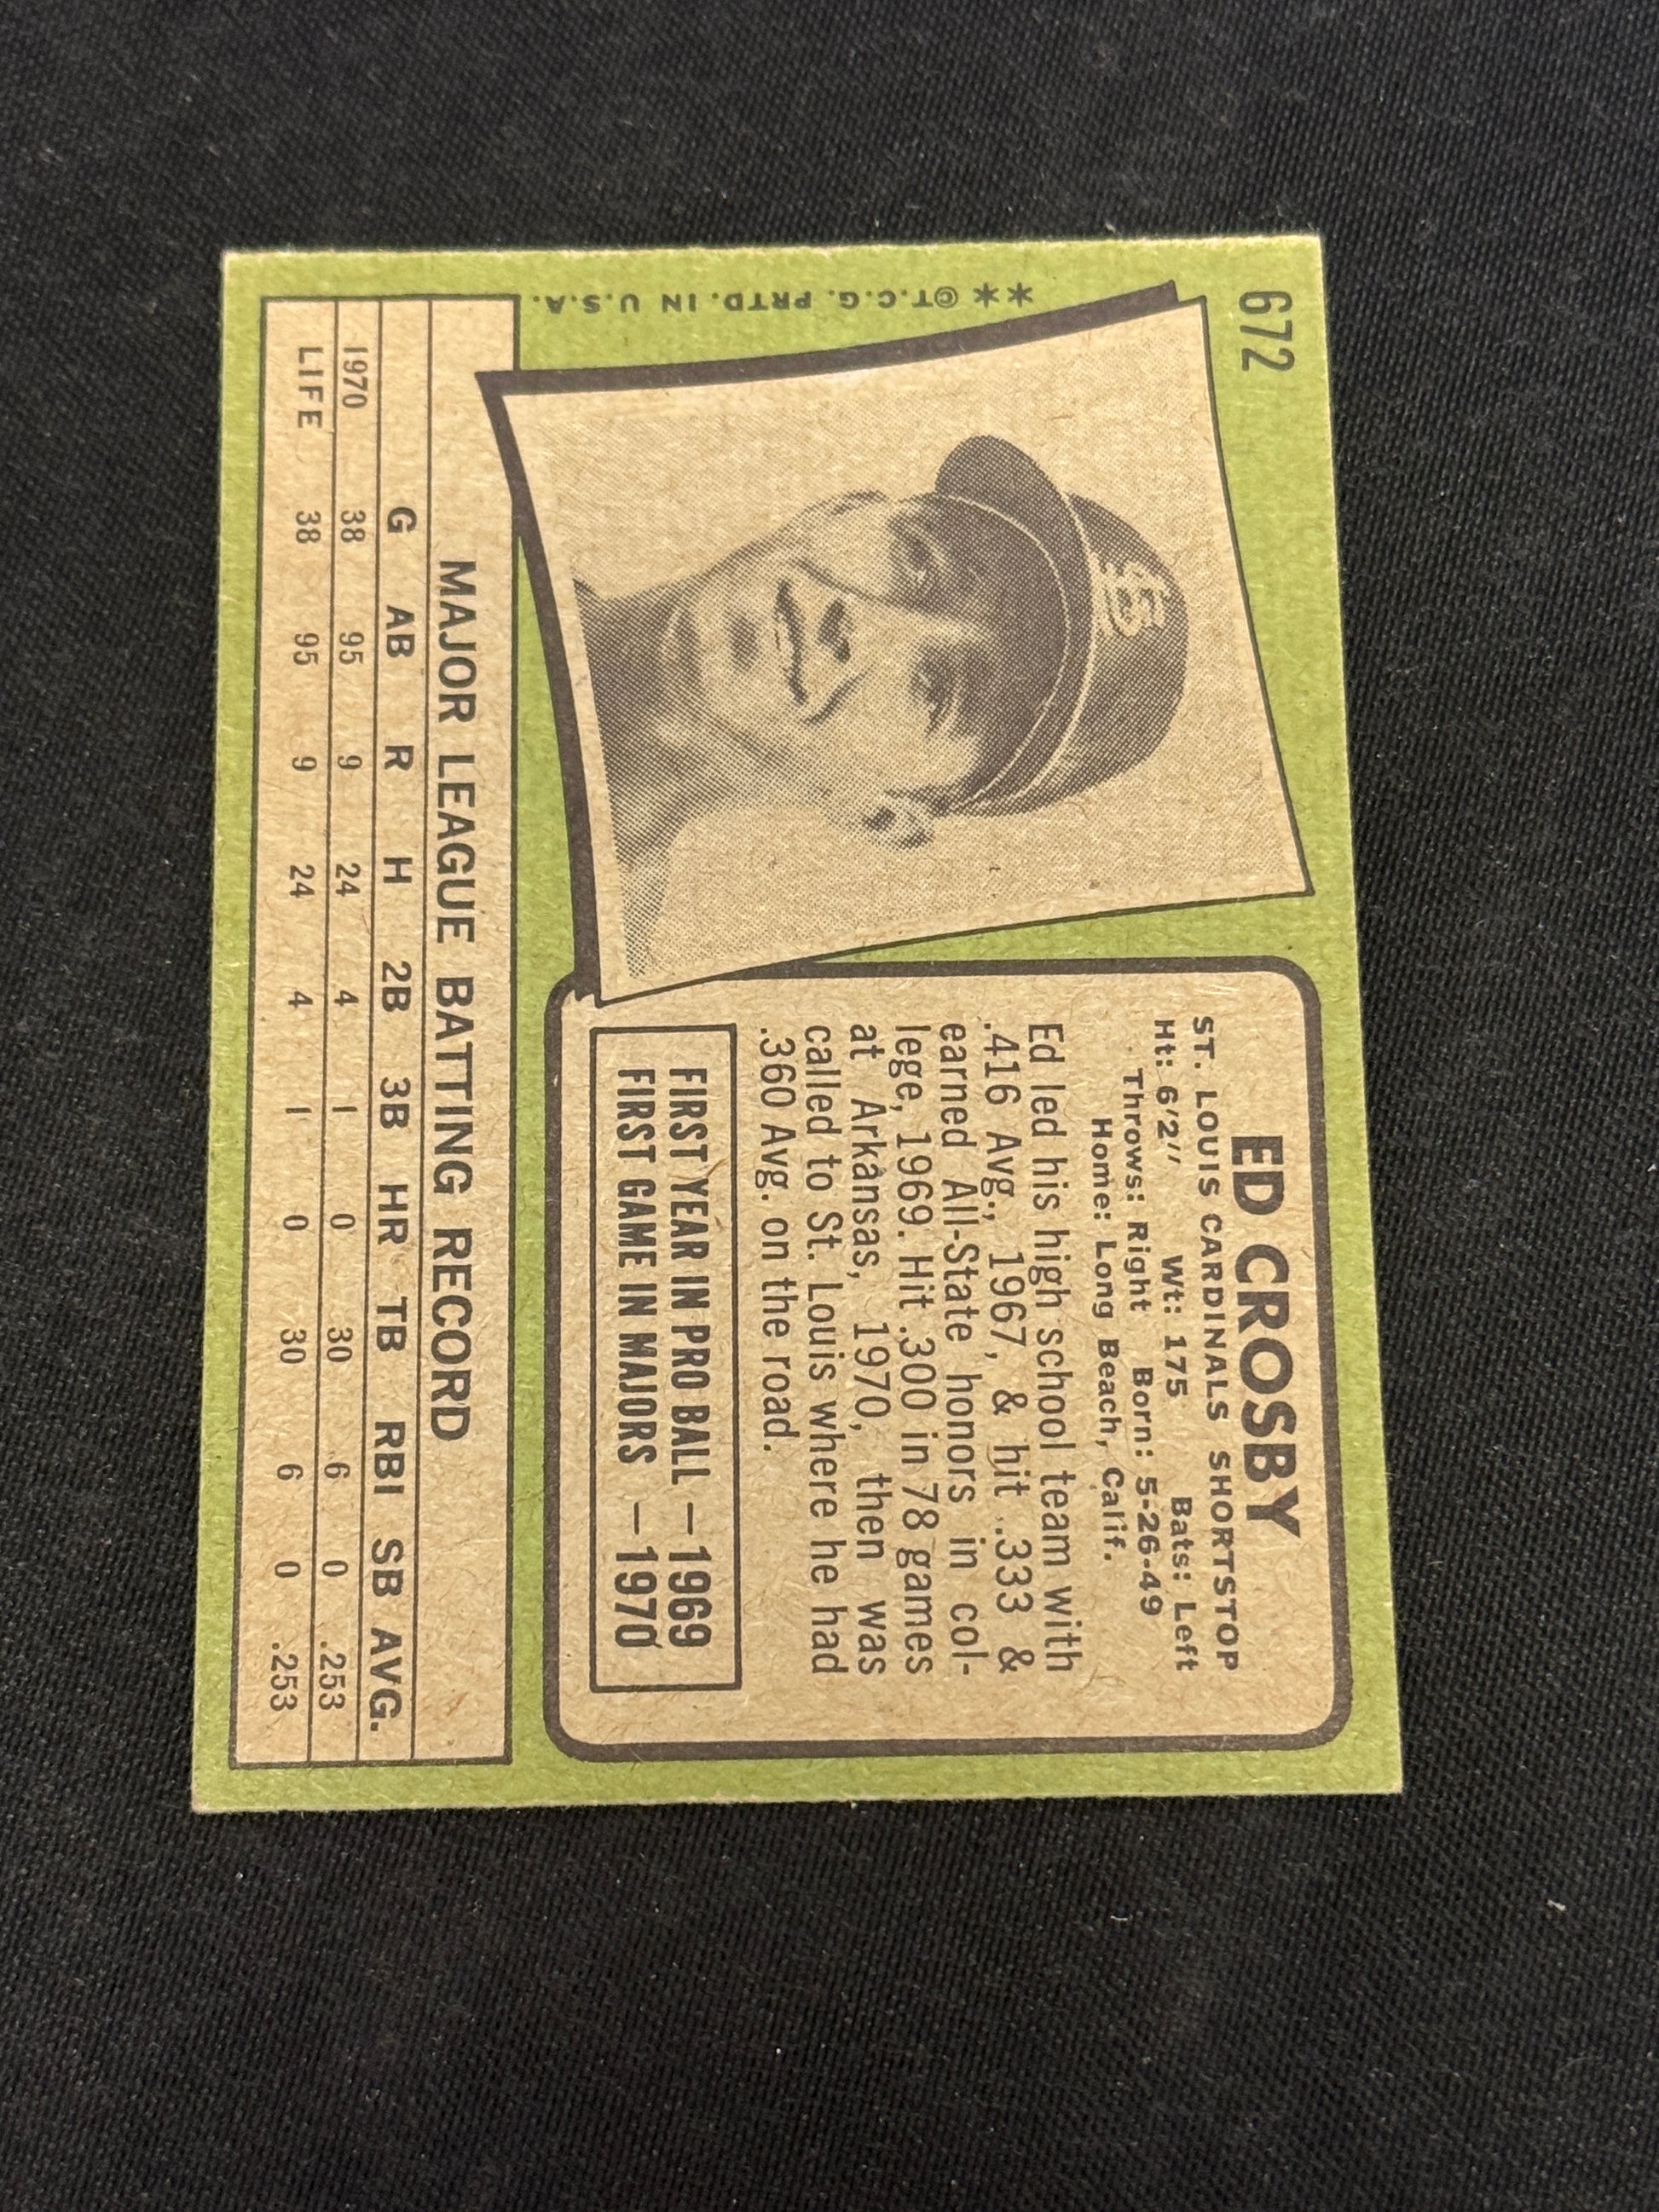 672
ED CROSBY
ST. LOUIS CARDINALS SHORTSTOP
Ht: 6'2" Wt: 175 Bats: Left
Throws: Right Born: 5-26-49
Home: Long Beach, Calif.
Ed led his high school team with
.416 Avg., 1967, & hit .333 &
earned All-State honors in col-
lege, 1969. Hit .300 in 78 games
at Arkansas, 1970, then was
called to St. Louis where he had
.360 Avg. on the road.
FIRST YEAR IN PRO BALL — 1969
FIRST GAME IN MAJORS — 1970
**©T.C.G. PRTD. IN U.S.A.
StL
MAJOR LEAGUE BATTING RECORD
G AB R H 2B 3B HR TB RBI SB AVG.
1970 38 95 9 24 4 1 0 30 6 0 .253
LIFE 38 95 9 24 4 1 0 30 6 0 .253